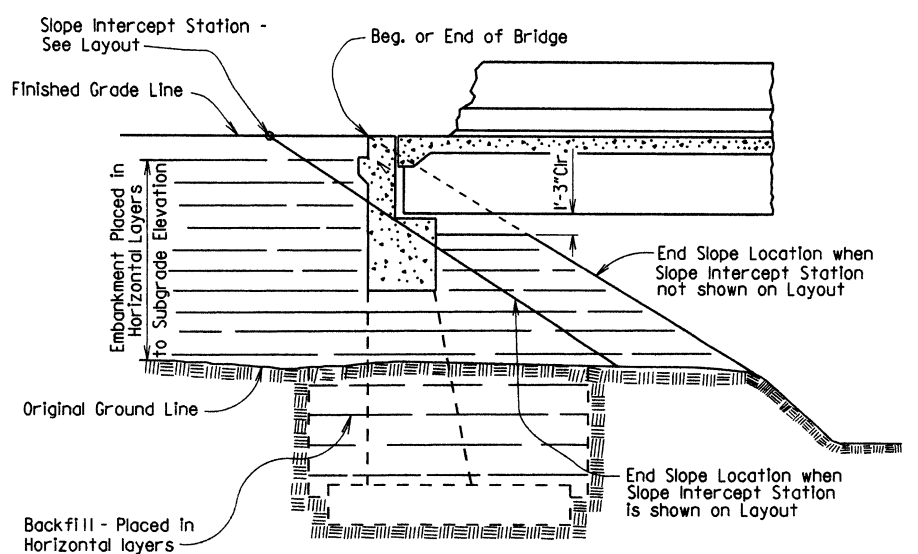 Slope Intercept Station -
See Layout
Beg. or End of Bridge
Finished Grade Line
Embankment Placed in
Horizontal Layers
to Subgrade Elevation
1'-3" Clr.
End Slope Location when
Slope Intercept Station
not shown on Layout
Original Ground Line
Backfill - Placed in
Horizontal layers
End Slope Location when
Slope Intercept Station
is shown on Layout